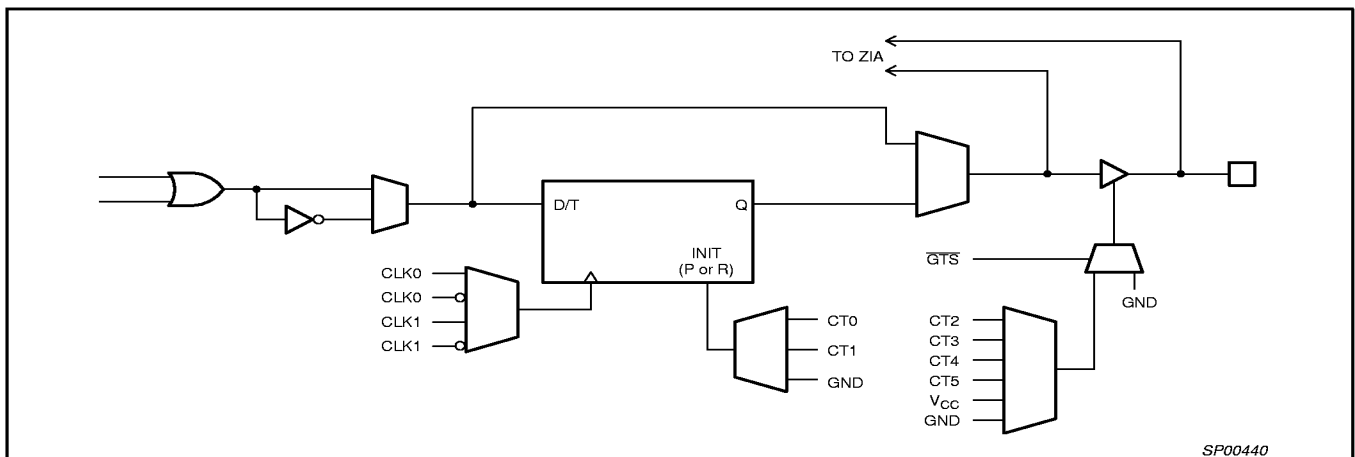 TO ZIA
D/T
Q
INIT
(P or R)
CLK0
CLK0
CLK1
CLK1
CT0
CT1
GND
GTS
GND
CT2
CT3
CT4
CT5
VCC
GND
SP00440